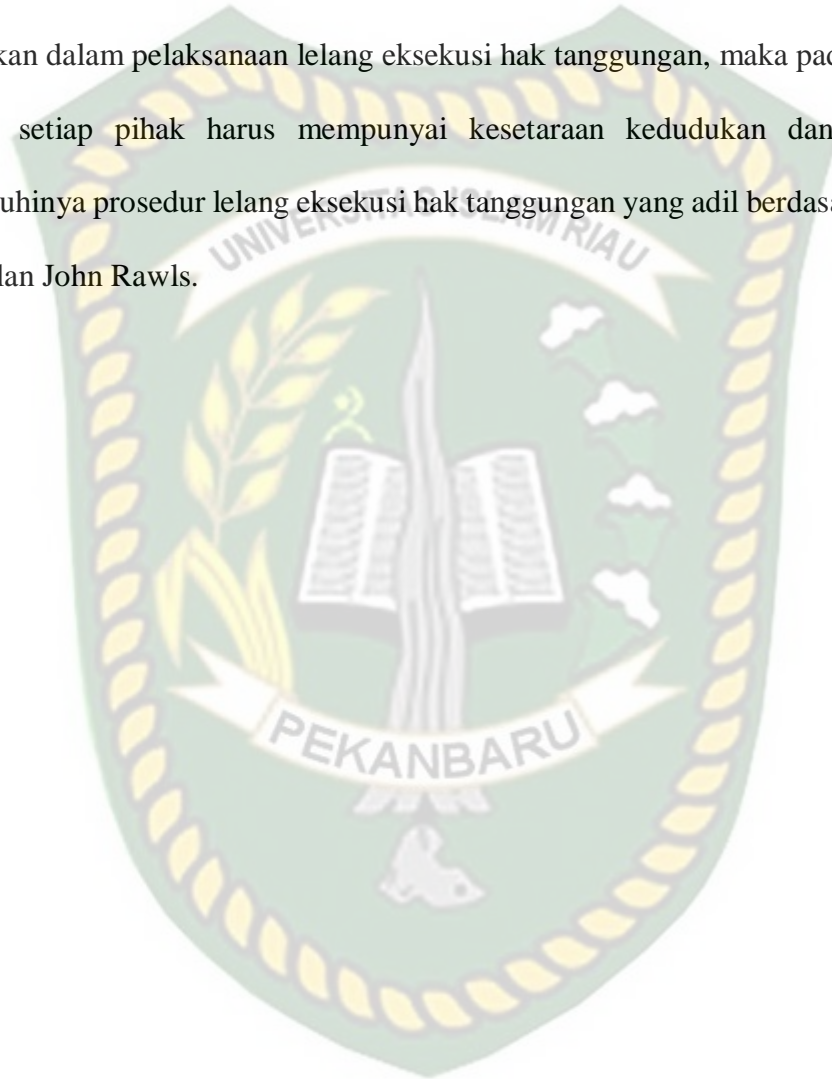 kan dalam pelaksanaan lelang eksekusi hak tanggungan, maka pad
setiap pihak harus mempunyai kesetaraan kedudukan dan
uhinya prosedur lelang eksekusi hak tanggungan yang adil berdasa
lan John Rawls.
UNIVERSITAS ISLAM RIAU
PEKANBARU